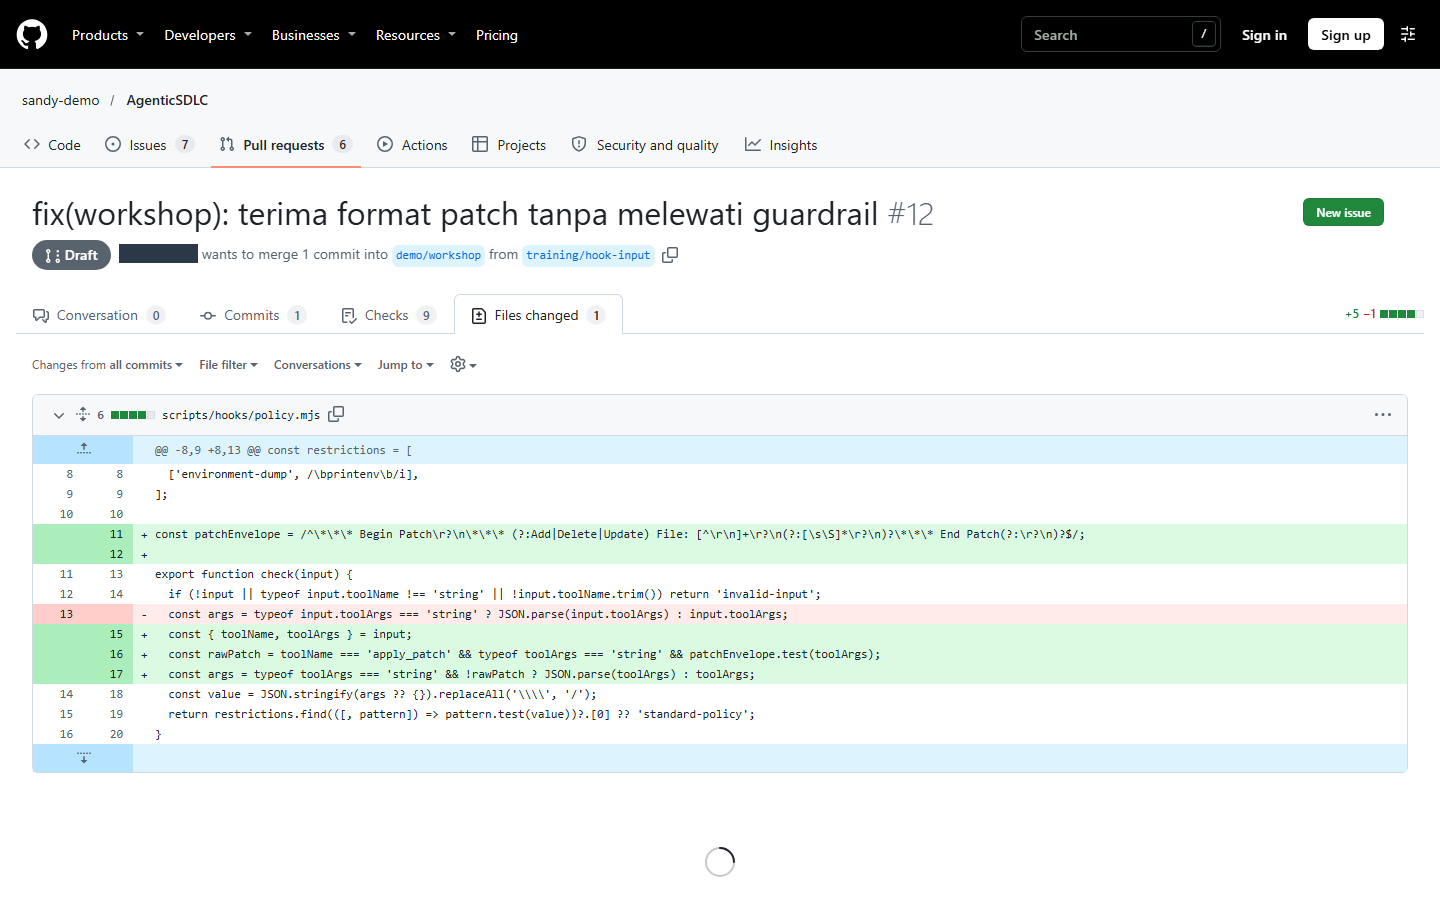 Products Developers Businesses Resources Pricing Search / Sign in Sign up
sandy-demo / AgenticSDLC
Code Issues 7 Pull requests 6 Actions Projects Security and quality Insights
fix(workshop): terima format patch tanpa melewati guardrail #12
New issue
Draft wants to merge 1 commit into demo/workshop from training/hook-input
Conversation 0 Commits 1 Checks 9 Files changed 1 +5 −1
Changes from all commits File filter Conversations Jump to
6 scripts/hooks/policy.mjs
@@ -8,9 +8,13 @@ const restrictions = [
8 8 ['environment-dump', /\bprintenv\b/i],
9 9 ];
10 10
11 + const patchEnvelope = /^\*\*\* Begin Patch\r?\n\*\*\* (?:Add|Delete|Update) File: [^\r\n]+\r?\n(?:[\s\S]*\r?\n)?\*\*\* End Patch(?:\r?\n)?$/;
12 +
11 13 export function check(input) {
12 14 if (!input || typeof input.toolName !== 'string' || !input.toolName.trim()) return 'invalid-input';
13 - const args = typeof input.toolArgs === 'string' ? JSON.parse(input.toolArgs) : input.toolArgs;
15 + const { toolName, toolArgs } = input;
16 + const rawPatch = toolName === 'apply_patch' && typeof toolArgs === 'string' && patchEnvelope.test(toolArgs);
17 + const args = typeof toolArgs === 'string' && !rawPatch ? JSON.parse(toolArgs) : toolArgs;
14 18 const value = JSON.stringify(args ?? {}).replaceAll('\\\\', '/');
15 19 return restrictions.find(([, pattern]) => pattern.test(value))?.[0] ?? 'standard-policy';
16 20 }